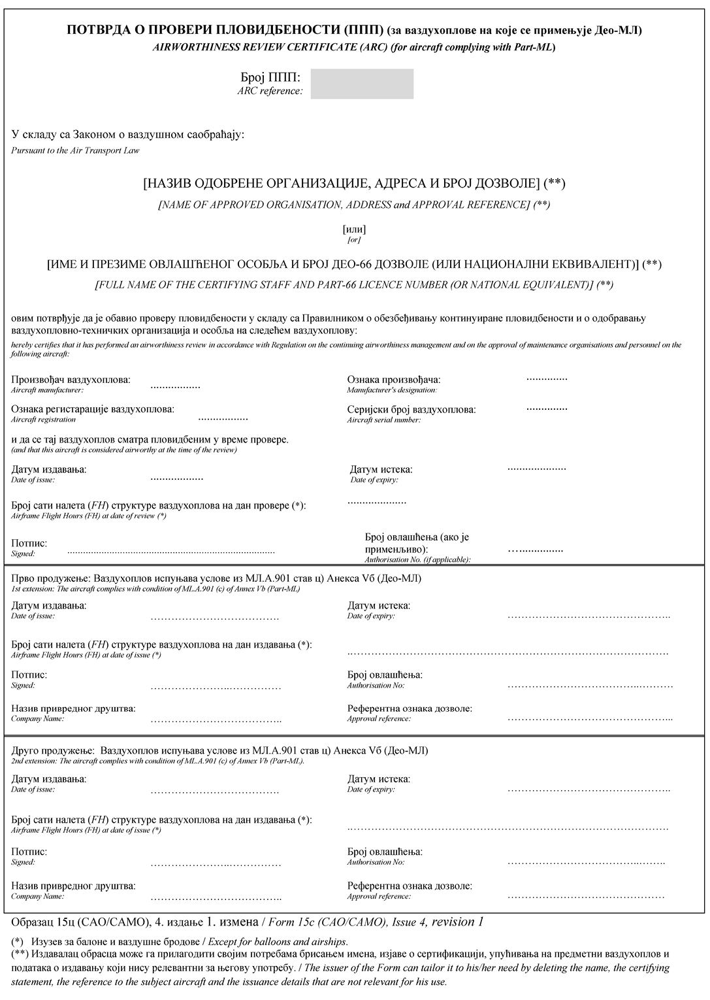 ПОТВРДА О ПРОВЕРИ ПЛОВИДБЕНОСТИ (ППП) (за ваздухоплове на које се примењује Део-МЛ)
AIRWORTHINESS REVIEW CERTIFICATE (ARC) (for aircraft complying with Part-ML)
Број ППП:
ARC reference:
У складу са Законом о ваздушном саобраћају:
Pursuant to the Air Transport Law
[НАЗИВ ОДОБРЕНЕ ОРГАНИЗАЦИЈЕ, АДРЕСА И БРОЈ ДОЗВОЛЕ] (**)
[NAME OF APPROVED ORGANISATION, ADDRESS and APPROVAL REFERENCE] (**)
[или]
[or]
[ИМЕ И ПРЕЗИМЕ ОВЛАШЋЕНОГ ОСОБЉА И БРОЈ ДЕО-66 ДОЗВОЛЕ (ИЛИ НАЦИОНАЛНИ ЕКВИВАЛЕНТ)] (**)
[FULL NAME OF THE CERTIFYING STAFF AND PART-66 LICENCE NUMBER (OR NATIONAL EQUIVALENT)] (**)
овим потврђује да је обавио проверу пловидбености у складу са Правилником о обезбеђивању континуиране пловидбености и о одобравању
ваздухопловно-техничких организација и особља на следећем ваздухоплову:
hereby certifies that it has performed an airworthiness review in accordance with Regulation on the continuing airworthiness management and on the approval of maintenance organisations and personnel on the
following aircraft:
Произвођач ваздухоплова: ................. Ознака произвођача: ..............
Aircraft manufacturer: Manufacturer's designation:
Ознака регистарације ваздухоплова: ................. Серијски број ваздухоплова: ..............
Aircraft registration Aircraft serial number:
и да се тај ваздухоплов сматра пловидбеним у време провере.
(and that this aircraft is considered airworthy at the time of the review)
Датум издавања: .................. Датум истека: ....................
Date of issue: Date of expiry:
Број сати налета (FH) структуре ваздухоплова на дан провере (*): ....................
Airframe Flight Hours (FH) at date of review (*)
Потпис: ...................................................................... Број овлашћења (ако је
применљиво): ...................
Signed: Authorisation No. (if applicable):
Прво продужење: Ваздухоплов испуњава услове из МЛ.А.901 став ц) Анекса Vб (Део-МЛ)
1st extension: The aircraft complies with condition of ML.A.901 (c) of Annex Vb (Part-ML)
Датум издавања: ………………………………. Датум истека: ………………………………………..
Date of issue: Date of expiry:
Број сати налета (FH) структуре ваздухоплова на дан издавања (*): .………………………………………………………………………………
Airframe Flight Hours (FH) at date of issue (*)
Потпис: …………………..………….. Број овлашћења: ………………………………..………
Signed: Authorisation No:
Назив привредног друштва: ……………………………….. Референтна ознака дозволе: ………………………………………...
Company Name: Approval reference:
Друго продужење: Ваздухоплов испуњава услове из МЛ.А.901 став ц) Анекса Vб (Део-МЛ)
2nd extension: The aircraft complies with condition of ML.A.901 (c) of Annex Vb (Part-ML).
Датум издавања: ………………………………. Датум истека: ………………………………………..
Date of issue: Date of expiry:
Број сати налета (FH) структуре ваздухоплова на дан издавања (*): .………………………………………………………………………………
Airframe Flight Hours (FH) at date of issue (*)
Потпис: …………………..………….. Број овлашћења: ………………………………..……..
Signed: Authorisation No:
Назив привредног друштва: ……………………………….. Референтна ознака дозволе: ………………………………………
Company Name: Approval reference:
Образац 15ц (CAO/CAMO), 4. издање 1. измена / Form 15c (CAO/CAMO), Issue 4, revision 1
(*) Изузев за балоне и ваздушне бродове / Except for balloons and airships.
(**) Издавалац обрасца може га прилагодити својим потребама брисањем имена, изјаве о сертификацији, упућивања на предметни ваздухоплов и
података о издавању који нису релевантни за његову употребу. / The issuer of the Form can tailor it to his/her need by deleting the name, the certifying
statement, the reference to the subject aircraft and the issuance details that are not relevant for his use.